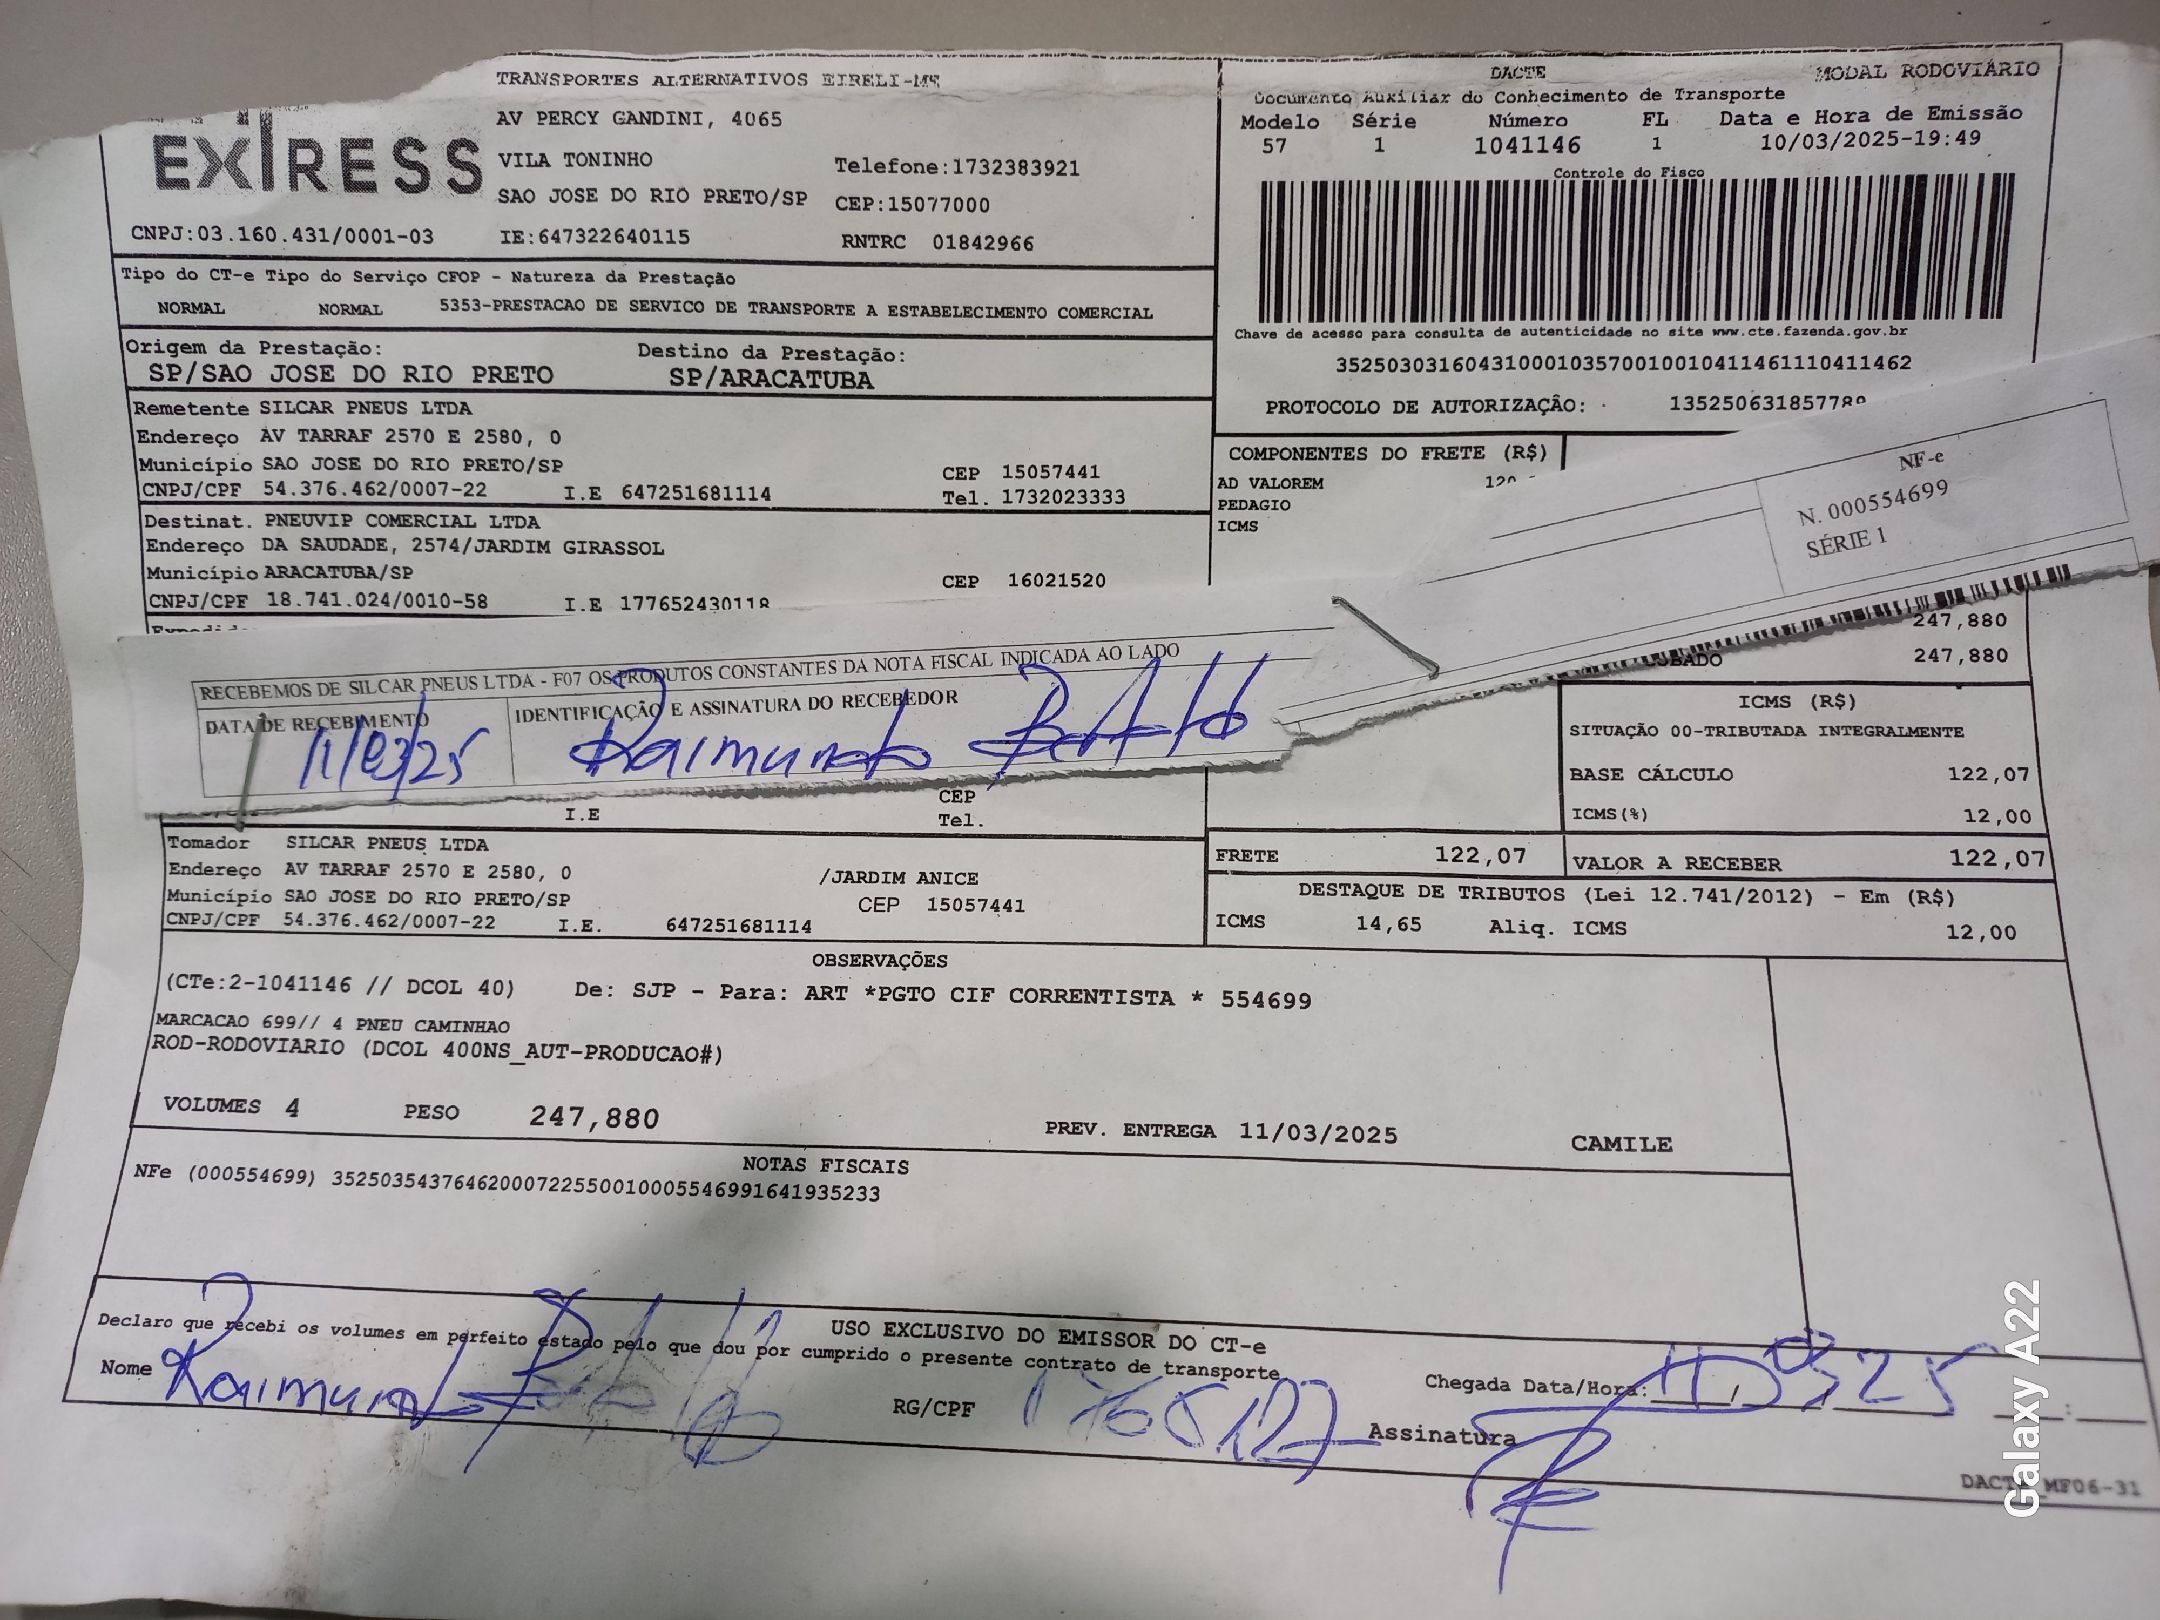 TRANSPORTES ALTERNATIVOS EIRELI-ME
EXPRESS
AV PERCY GANDINI, 4065
VILA TONINHO
Telefone:1732383921
SAO JOSE DO RIO PRETO/SP CEP:15077000
CNPJ:03.160.431/0001-03 IE:647322640115 RNTRC 01842966
DACTE MODAL RODOVIÁRIO
Documento Auxiliar do Conhecimento de Transporte
Modelo Série Número FL Data e Hora de Emissão
57 1 1041146 1 10/03/2025-19:49
Controle do Fisco
Chave de acesso para consulta de autenticidade no site www.cte.fazenda.gov.br
35250303160431000103570010010411461110411462
PROTOCOLO DE AUTORIZAÇÃO: 135250631857789
Tipo do CT-e Tipo do Serviço CFOP - Natureza da Prestação
NORMAL NORMAL 5353-PRESTACAO DE SERVICO DE TRANSPORTE A ESTABELECIMENTO COMERCIAL
Origem da Prestação: Destino da Prestação:
SP/SAO JOSE DO RIO PRETO SP/ARACATUBA
Remetente SILCAR PNEUS LTDA
Endereço AV TARRAF 2570 E 2580, 0
Município SAO JOSE DO RIO PRETO/SP CEP 15057441
CNPJ/CPF 54.376.462/0007-22 I.E 647251681114 Tel. 1732023333
Destinat. PNEUVIP COMERCIAL LTDA
Endereço DA SAUDADE, 2574/JARDIM GIRASSOL
Município ARACATUBA/SP CEP 16021520
CNPJ/CPF 18.741.024/0010-58 I.E 177652430118
COMPONENTES DO FRETE (R$)
AD VALOREM
PEDAGIO
ICMS
NF-e
N. 000554699
SÉRIE 1
247,880
247,880
RECEBEMOS DE SILCAR PNEUS LTDA - F07 OS PRODUTOS CONSTANTES DA NOTA FISCAL INDICADA AO LADO
DATA DE RECEBIMENTO IDENTIFICAÇÃO E ASSINATURA DO RECEBEDOR
11/03/25 Raimundo
I.E CEP
Tel.
ICMS (R$)
SITUAÇÃO 00-TRIBUTADA INTEGRALMENTE
BASE CÁLCULO 122,07
ICMS(%) 12,00
Tomador SILCAR PNEUS LTDA
Endereço AV TARRAF 2570 E 2580, 0 /JARDIM ANICE
Município SAO JOSE DO RIO PRETO/SP CEP 15057441
CNPJ/CPF 54.376.462/0007-22 I.E. 647251681114
FRETE 122,07 VALOR A RECEBER 122,07
DESTAQUE DE TRIBUTOS (Lei 12.741/2012) - Em (R$)
ICMS 14,65 Aliq. ICMS 12,00
OBSERVAÇÕES
(CTe:2-1041146 // DCOL 40) De: SJP - Para: ART *PGTO CIF CORRENTISTA * 554699
MARCACAO 699// 4 PNEU CAMINHAO
ROD-RODOVIARIO (DCOL 400NS_AUT-PRODUCAO#)
VOLUMES 4 PESO 247,880 PREV. ENTREGA 11/03/2025 CAMILE
NOTAS FISCAIS
NFe (000554699) 35250354376462000722550010005546991641935233
USO EXCLUSIVO DO EMISSOR DO CT-e
Declaro que recebi os volumes em perfeito estado pelo que dou por cumprido o presente contrato de transporte
Nome Raimundo RG/CPF Assinatura
Chegada Data/Hora: 11/03/25
DACTE_MF06-31
Galaxy A22